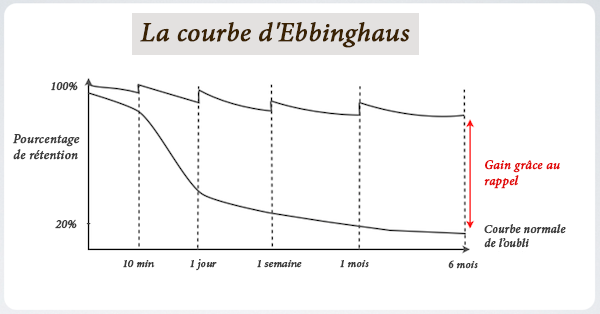 La courbe d'Ebbinghaus
100%
Pourcentage
de rétention
20%
Gain grâce au
rappel
Courbe normale
de l'oubli
10 min
1 jour
1 semaine
1 mois
6 mois